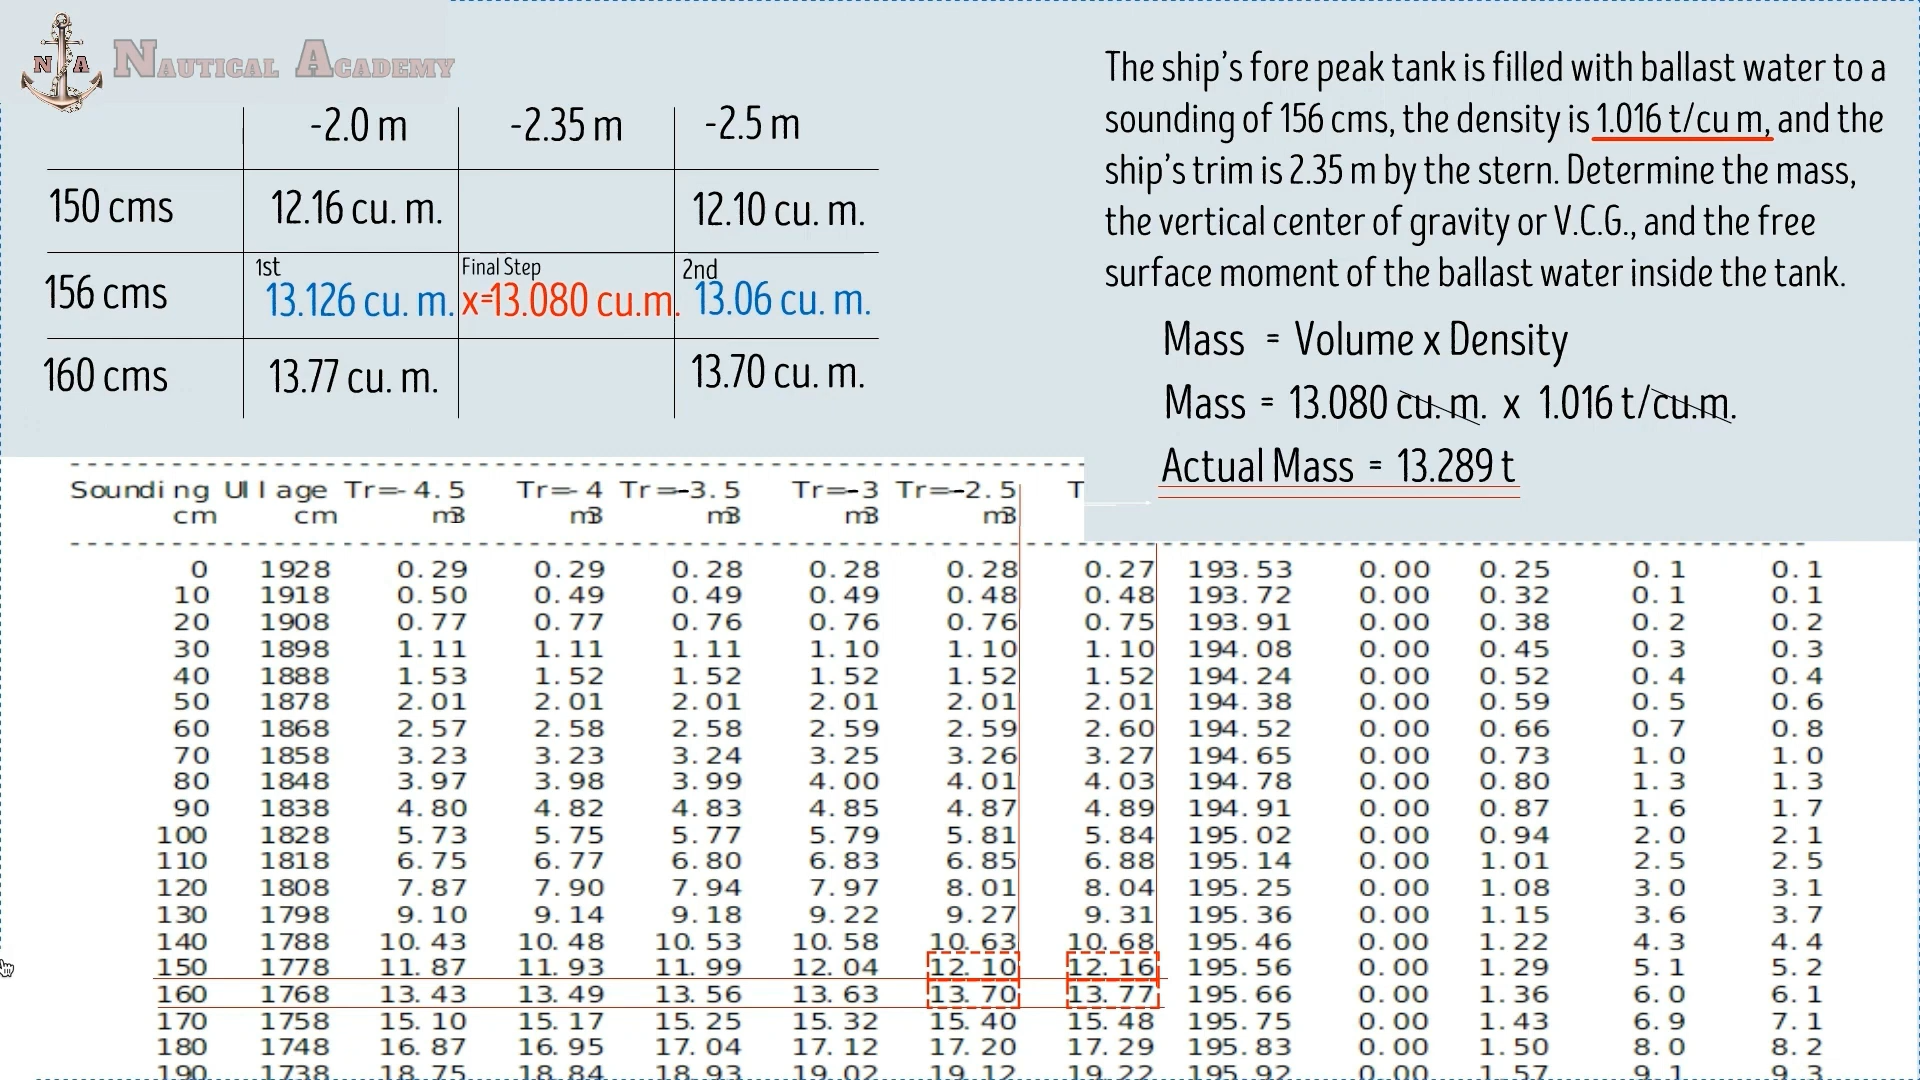 N A NAUTICAL ACADEMY
-2.0 m -2.35 m -2.5 m
150 cms 12.16 cu. m. 12.10 cu. m.
1st Final Step 2nd
156 cms 13.126 cu. m. x=13.080 cu.m. 13.06 cu. m.
160 cms 13.77 cu. m. 13.70 cu. m.
The ship's fore peak tank is filled with ballast water to a
sounding of 156 cms, the density is 1.016 t/cu m, and the
ship's trim is 2.35 m by the stern. Determine the mass,
the vertical center of gravity or V.C.G., and the free
surface moment of the ballast water inside the tank.
Mass = Volume x Density
Mass = 13.080 cu. m. x 1.016 t/cu.m.
Actual Mass = 13.289 t
Sounding Ullage Tr=-4.5 Tr=-4 Tr=-3.5 Tr=-3 Tr=-2.5 T
cm cm m3 m3 m3 m3 m3
0 1928 0.29 0.29 0.28 0.28 0.28 0.27 193.53 0.00 0.25 0.1 0.1
10 1918 0.50 0.49 0.49 0.49 0.48 0.48 193.72 0.00 0.32 0.1 0.1
20 1908 0.77 0.77 0.76 0.76 0.76 0.75 193.91 0.00 0.38 0.2 0.2
30 1898 1.11 1.11 1.11 1.10 1.10 1.10 194.08 0.00 0.45 0.3 0.3
40 1888 1.53 1.52 1.52 1.52 1.52 1.52 194.24 0.00 0.52 0.4 0.4
50 1878 2.01 2.01 2.01 2.01 2.01 2.01 194.38 0.00 0.59 0.5 0.6
60 1868 2.57 2.58 2.58 2.59 2.59 2.60 194.52 0.00 0.66 0.7 0.8
70 1858 3.23 3.23 3.24 3.25 3.26 3.27 194.65 0.00 0.73 1.0 1.0
80 1848 3.97 3.98 3.99 4.00 4.01 4.03 194.78 0.00 0.80 1.3 1.3
90 1838 4.80 4.82 4.83 4.85 4.87 4.89 194.91 0.00 0.87 1.6 1.7
100 1828 5.73 5.75 5.77 5.79 5.81 5.84 195.02 0.00 0.94 2.0 2.1
110 1818 6.75 6.77 6.80 6.83 6.85 6.88 195.14 0.00 1.01 2.5 2.5
120 1808 7.87 7.90 7.94 7.97 8.01 8.04 195.25 0.00 1.08 3.0 3.1
130 1798 9.10 9.14 9.18 9.22 9.27 9.31 195.36 0.00 1.15 3.6 3.7
140 1788 10.43 10.48 10.53 10.58 10.63 10.68 195.46 0.00 1.22 4.3 4.4
150 1778 11.87 11.93 11.99 12.04 12.10 12.16 195.56 0.00 1.29 5.1 5.2
160 1768 13.43 13.49 13.56 13.63 13.70 13.77 195.66 0.00 1.36 6.0 6.1
170 1758 15.10 15.17 15.25 15.32 15.40 15.48 195.75 0.00 1.43 6.9 7.1
180 1748 16.87 16.95 17.04 17.12 17.20 17.29 195.83 0.00 1.50 8.0 8.2
190 1738 18.75 18.84 18.93 19.02 19.12 19.22 195.92 0.00 1.57 9.1 9.3